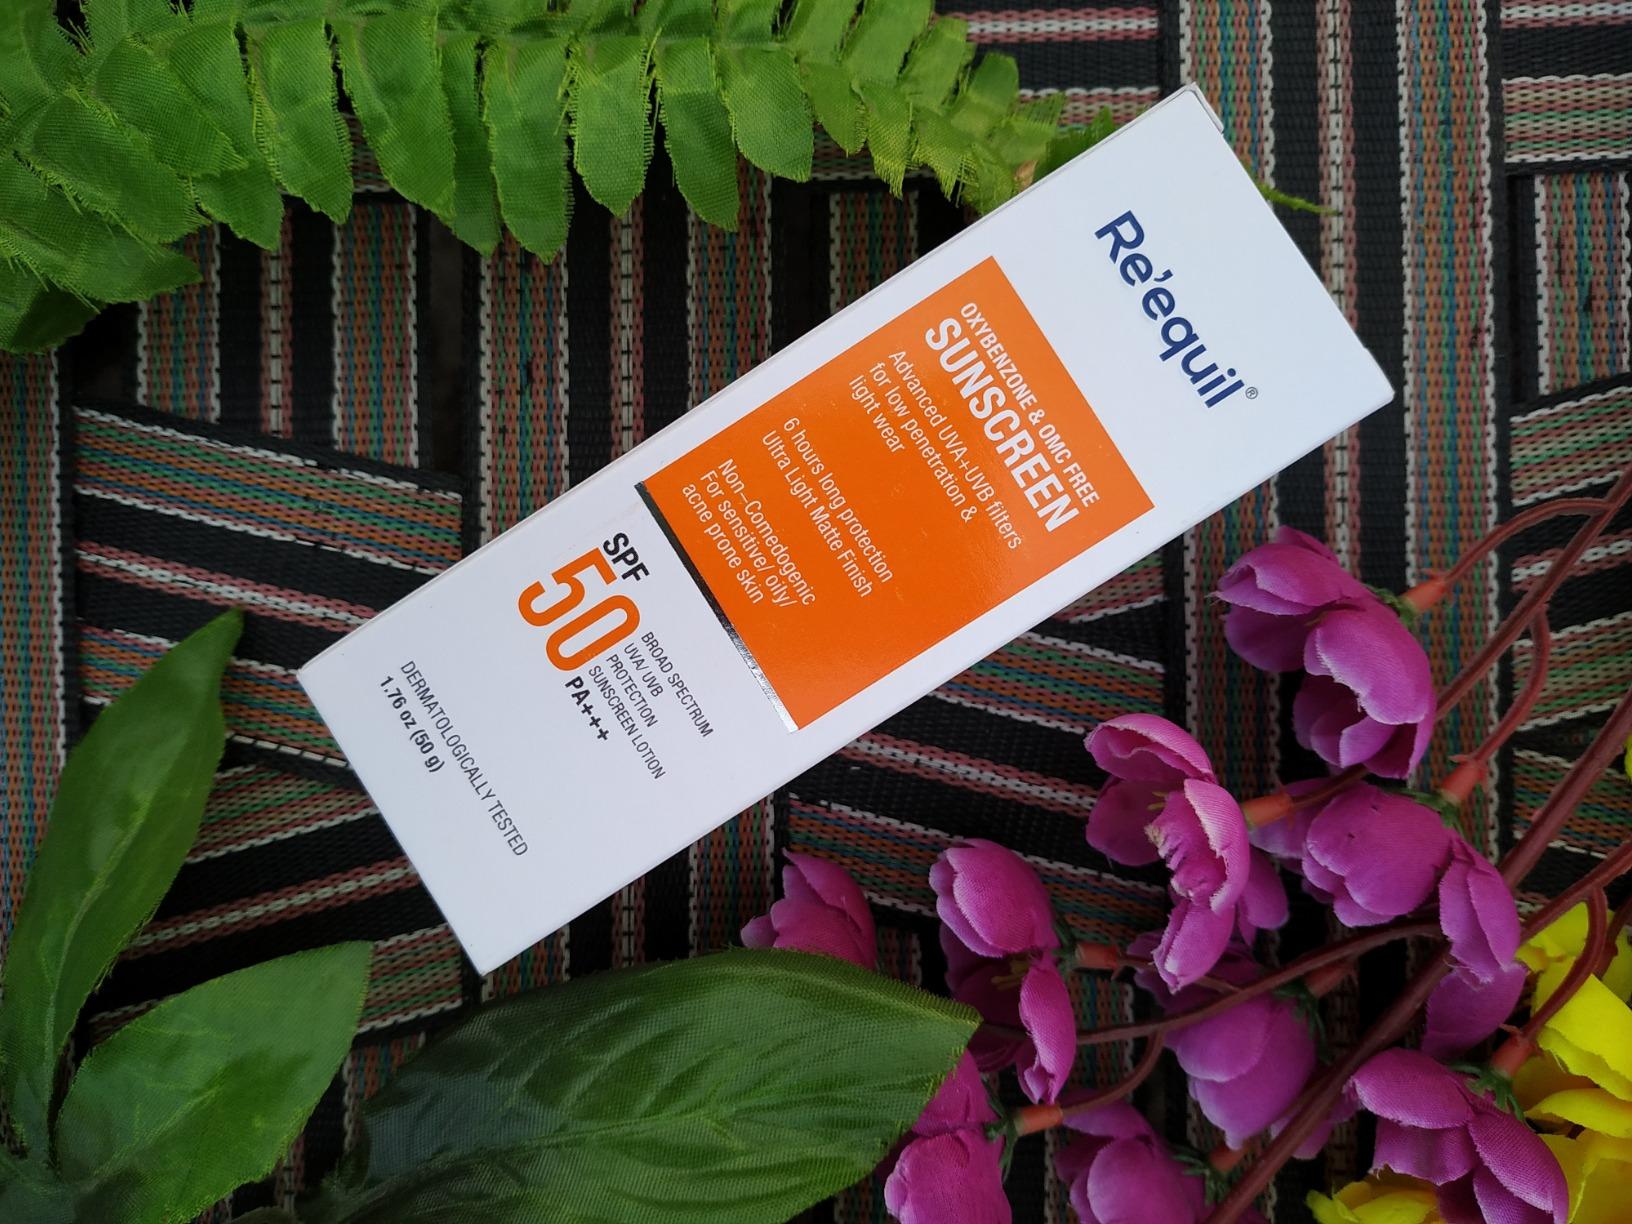 Re'equil®
OXYBENZONE & OMC FREE
SUNSCREEN
Advanced UVA+UVB filters
for low penetration &
light wear
6 hours long protection
Ultra Light Matte Finish
Non-Comedogenic
For sensitive/ oily/
acne prone skin
SPF
50
PA+++
BROAD SPECTRUM
UVA/ UVB
PROTECTION
SUNSCREEN LOTION
DERMATOLOGICALLY TESTED
1.76 oz (50 g)